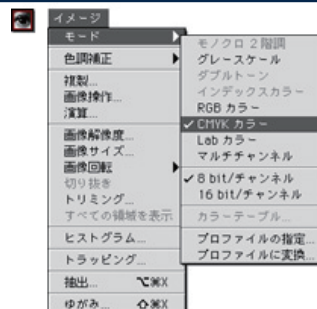 イメージ
モード
色調補正
複製...
画像操作...
演算...
画像解像度...
画像サイズ...
画像回転
切り抜き
トリミング...
すべての領域を表示
ヒストグラム...
トラッピング...
抽出... ⌥⌘X
ゆがみ... ⇧⌘X
モノクロ 2 階調
グレースケール
ダブルトーン
インデックスカラー
RGB カラー
✓ CMYK カラー
Lab カラー
マルチチャンネル
✓ 8 bit/チャンネル
16 bit/チャンネル
カラーテーブル...
プロファイルの指定...
プロファイルに変換...